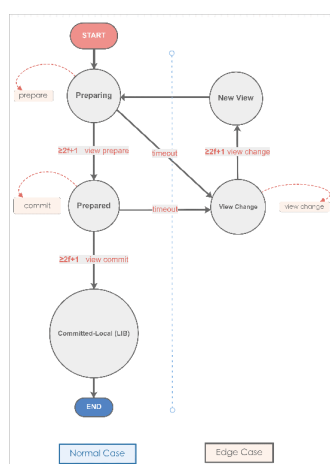 START
prepare
Preparing
New View
≥2f+1 view prepare
timeout
≥2f+1 view change
commit
Prepared
timeout
View Change
view change
≥2f+1 view commit
Committed-Local (LIB)
END
Normal Case
Edge Case